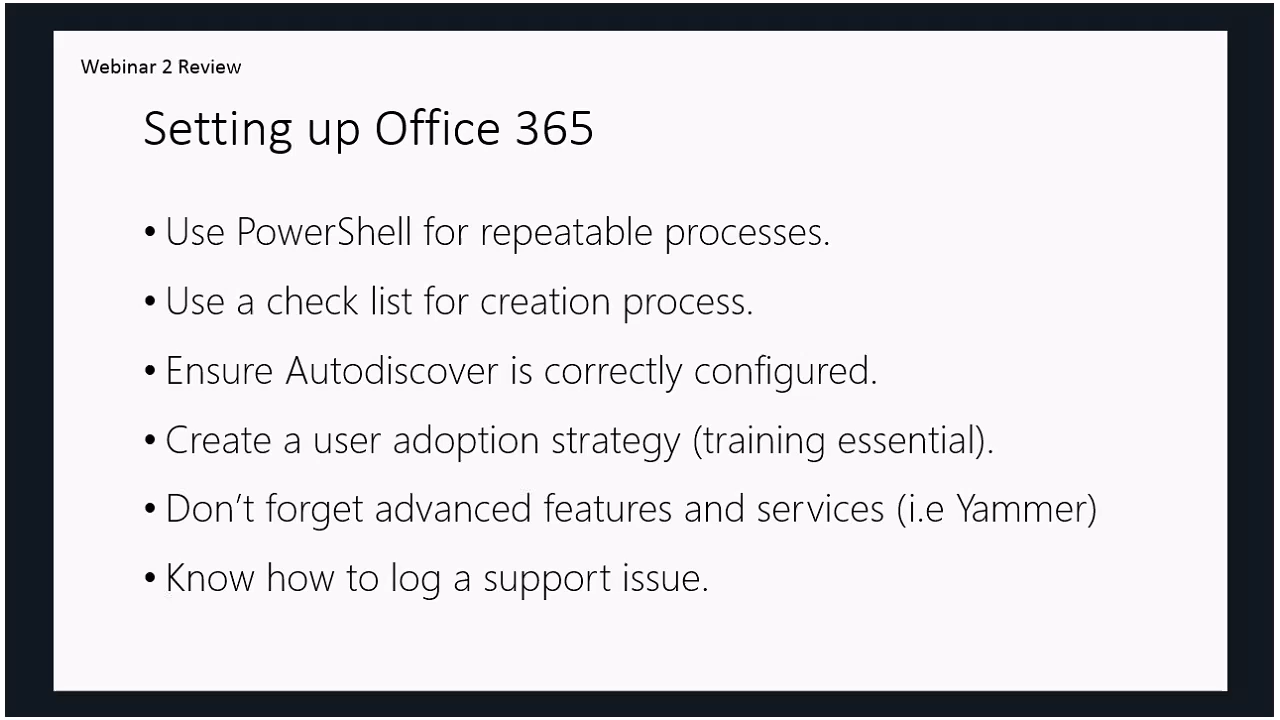 Webinar 2 Review
Setting up Office 365
• Use PowerShell for repeatable processes.
• Use a check list for creation process.
• Ensure Autodiscover is correctly configured.
• Create a user adoption strategy (training essential).
• Don’t forget advanced features and services (i.e Yammer)
• Know how to log a support issue.